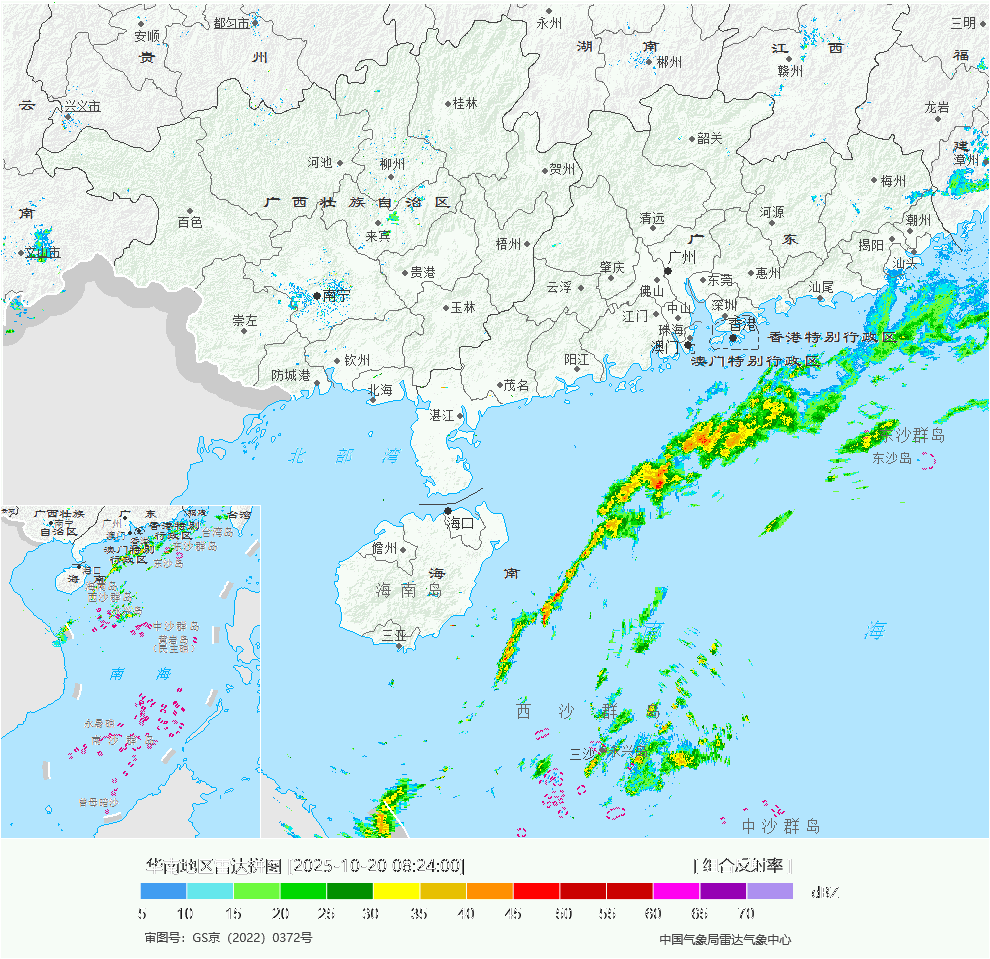 永州
三明
都匀市
安顺
湖 南
江 西
贵 州
郴州
福
赣州
云
兴义市
桂林
龙岩
韶关
建
漳州
河池
柳州
贺州
梅州
广西壮族自治区
南
百色
来宾
清远
河源
潮州
梧州
广 东
揭阳
文山市
广州
汕头
贵港
肇庆
惠州
云浮
东莞
佛山
汕尾
南宁
玉林
中山
深圳
江门
崇左
珠海
香港
澳门
香港特别行政区
澳门特别行政区
钦州
阳江
防城港
茂名
北海
湛江
东沙群岛
北部湾
东沙岛
海口
儋州
海 南
海南岛
三亚
南 海
西沙群岛
三沙
中沙群岛
广西壮族
自治区
广 东
台湾
南宁
广州
香港特别
行政区
台湾岛
澳门特别
行政区
东沙群岛
东沙岛
海口
海 南
海南岛
西沙群岛
中沙群岛
黄岩岛
南 海
永暑礁
南沙群岛
曾母暗沙
华南地区雷达拼图 [2025-10-20 08:24:00]
[ 组合反射率 ]
5 10 15 20 25 30 35 40 45 50 55 60 65 70
dBZ
审图号：GS京（2022）0372号
中国气象局雷达气象中心